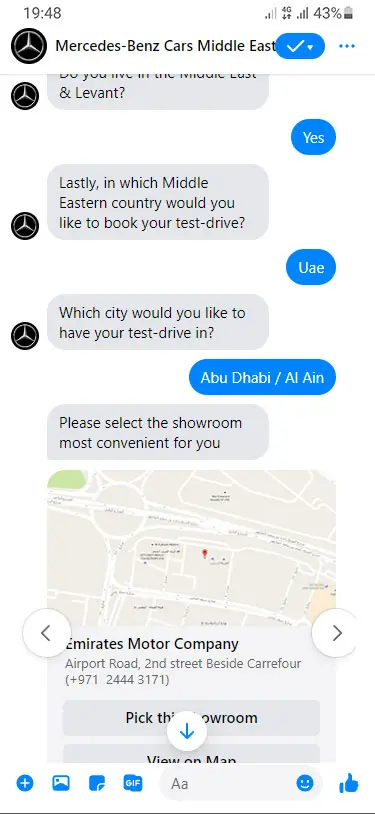 19:48
4G
43%
Mercedes-Benz Cars Middle East
Do you live in the Middle East
& Levant?
Yes
Lastly, in which Middle
Eastern country would you
like to book your test-drive?
Uae
Which city would you like to
have your test-drive in?
Abu Dhabi / Al Ain
Please select the showroom
most convenient for you
Emirates Motor Company
Airport Road, 2nd street Beside Carrefour
(+971 2444 3171)
Pick this showroom
View on Map
GIF
Aa